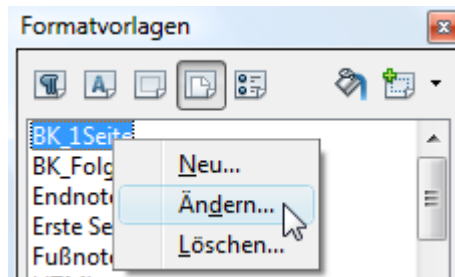 Formatvorlagen
BK_1Seite
BK_Folg
Neu...
Endnot
Ändern...
Erste Se
Löschen...
Fußnot